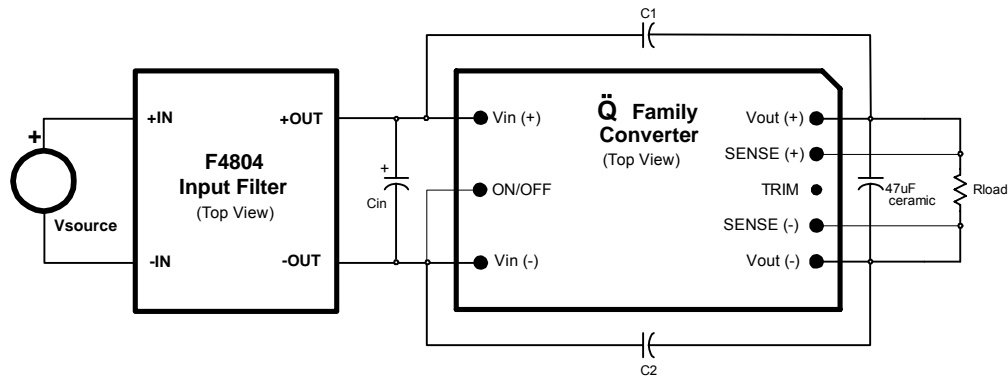 C1
+
Vsource
+IN
-IN
F4804
Input Filter
(Top View)
+OUT
-OUT
+
Cin
Q̈ Family
Converter
(Top View)
Vin (+)
ON/OFF
Vin (-)
Vout (+)
SENSE (+)
TRIM
SENSE (-)
Vout (-)
47uF
ceramic
Rload
C2